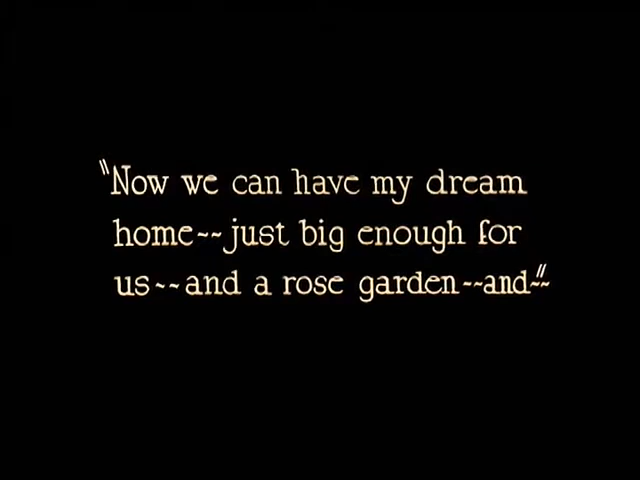 "Now we can have my dream
home--just big enough for
us--and a rose garden--and--"